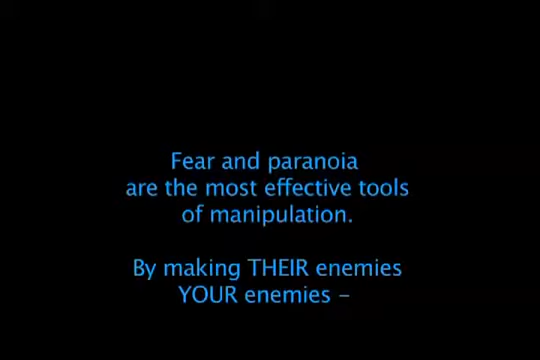 Fear and paranoia
are the most effective tools
of manipulation.
By making THEIR enemies
YOUR enemies –